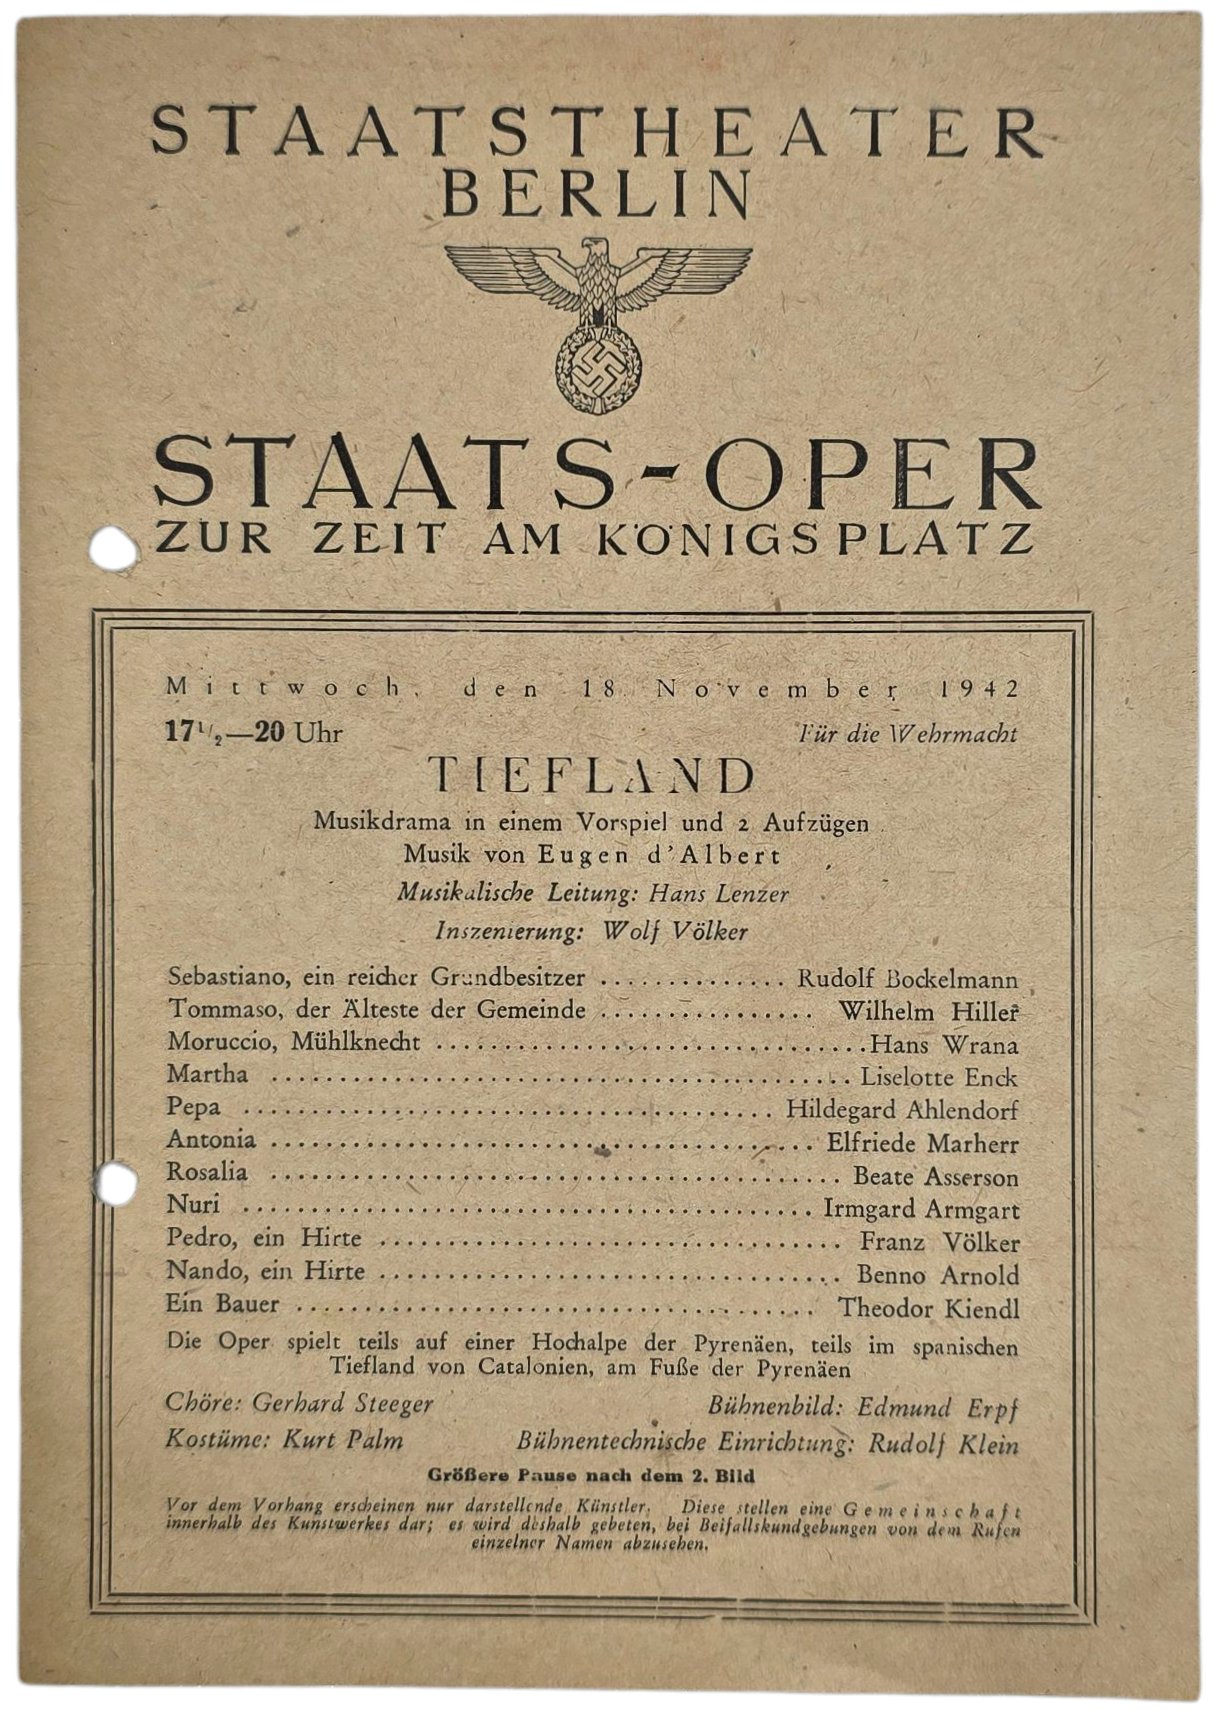 STAATSTHEATER
BERLIN
STAATS-OPER
ZUR ZEIT AM KÖNIGSPLATZ
Mittwoch, den 18. November 1942
17½—20 Uhr Für die Wehrmacht
TIEFLAND
Musikdrama in einem Vorspiel und 2 Aufzügen
Musik von Eugen d'Albert
Musikalische Leitung: Hans Lenzer
Inszenierung: Wolf Völker
Sebastiano, ein reicher Grundbesitzer .............. Rudolf Bockelmann
Tommaso, der Älteste der Gemeinde ................ Wilhelm Hiller
Moruccio, Mühlknecht ................................ Hans Wrana
Martha ........................................... Liselotte Enck
Pepa ....................................... Hildegard Ahlendorf
Antonia ........................................ Elfriede Marherr
Rosalia .......................................... Beate Asserson
Nuri .......................................... Irmgard Armgart
Pedro, ein Hirte .................................. Franz Völker
Nando, ein Hirte .................................. Benno Arnold
Ein Bauer ...................................... Theodor Kiendl
Die Oper spielt teils auf einer Hochalpe der Pyrenäen, teils im spanischen
Tiefland von Catalonien, am Fuße der Pyrenäen
Chöre: Gerhard Steeger Bühnenbild: Edmund Erpf
Kostüme: Kurt Palm Bühnentechnische Einrichtung: Rudolf Klein
Größere Pause nach dem 2. Bild
Vor dem Vorhang erscheinen nur darstellende Künstler. Diese stellen eine Gemeinschaft
innerhalb des Kunstwerkes dar; es wird deshalb gebeten, bei Beifallskundgebungen von dem Rufen
einzelner Namen abzusehen.